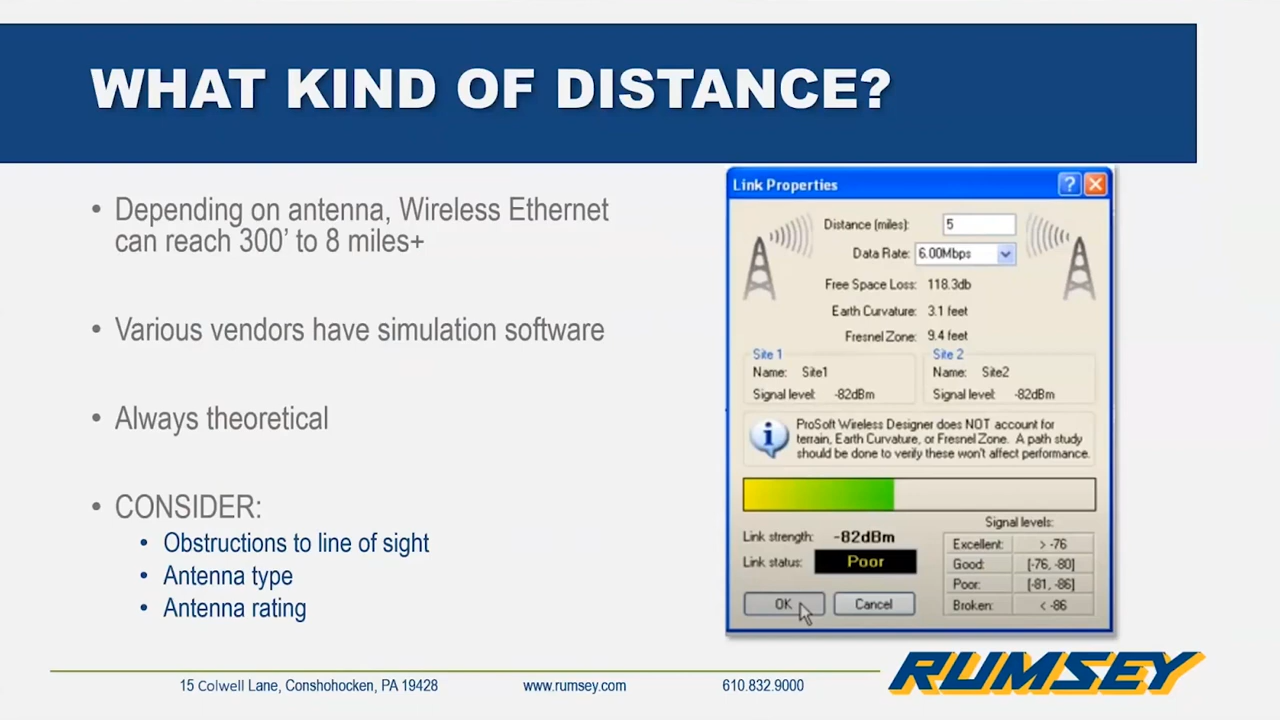 WHAT KIND OF DISTANCE?
• Depending on antenna, Wireless Ethernet
can reach 300' to 8 miles+
• Various vendors have simulation software
• Always theoretical
• CONSIDER:
• Obstructions to line of sight
• Antenna type
• Antenna rating
Link Properties
Distance (miles): 5
Data Rate: 6.00Mbps
Free Space Loss: 118.3db
Earth Curvature: 3.1 feet
Fresnel Zone: 9.4 feet
Site 1
Name: Site1
Signal level: -82dBm
Site 2
Name: Site2
Signal level: -82dBm
ProSoft Wireless Designer does NOT account for
terrain, Earth Curvature, or Fresnel Zone. A path study
should be done to verify these won't affect performance.
Link strength: -82dBm
Link status: Poor
OK Cancel
Signal levels:
Excellent: > -76
Good: [-76, -80]
Poor: [-81, -86]
Broken: < -86
15 Colwell Lane, Conshohocken, PA 19428 www.rumsey.com 610.832.9000
RUMSEY